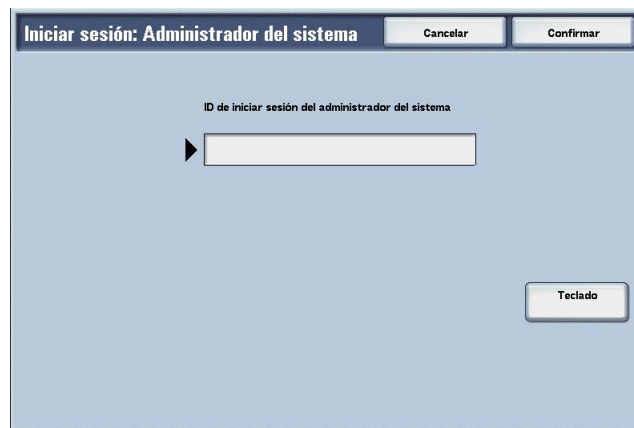 Iniciar sesión: Administrador del sistema
Cancelar
Confirmar
ID de iniciar sesión del administrador del sistema
Teclado